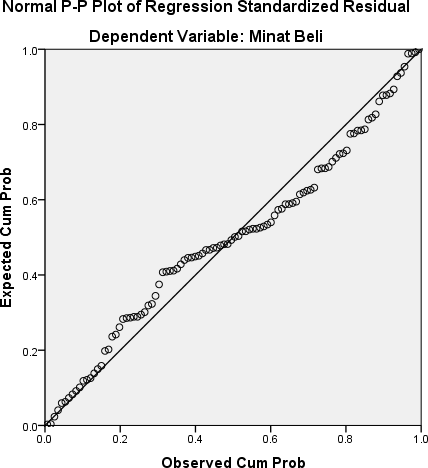 Normal P-P Plot of Regression Standardized Residual
Dependent Variable: Minat Beli
Expected Cum Prob
1.0
0.8
0.6
0.4
0.2
0.0
0.0 0.2 0.4 0.6 0.8 1.0
Observed Cum Prob